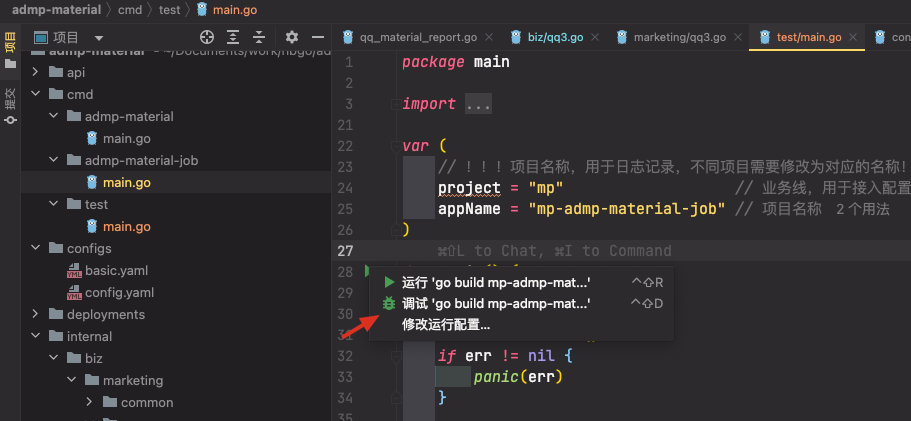 admp-material > cmd > test > main.go
项目
提交
项目
admp-material
api
cmd
admp-material
main.go
admp-material-job
main.go
test
main.go
configs
basic.yaml
config.yaml
deployments
internal
biz
marketing
common
qq_material_report.go
biz/qq3.go
marketing/qq3.go
test/main.go
con
1 package main
2
3 import ...
21
22 var (
23 // ！！！项目名称，用于日志记录，不同项目需要修改为对应的名称！
24 project = "mp" // 业务线，用于接入配置
25 appName = "mp-admp-material-job" // 项目名称 2个用法
26 )
27 ⌘⇧L to Chat, ⌘I to Command
28
29
30
31
32 if err != nil {
33 panic(err)
34 }
35
运行 'go build mp-admp-mat...' ^⇧R
调试 'go build mp-admp-mat...' ^⇧D
修改运行配置...